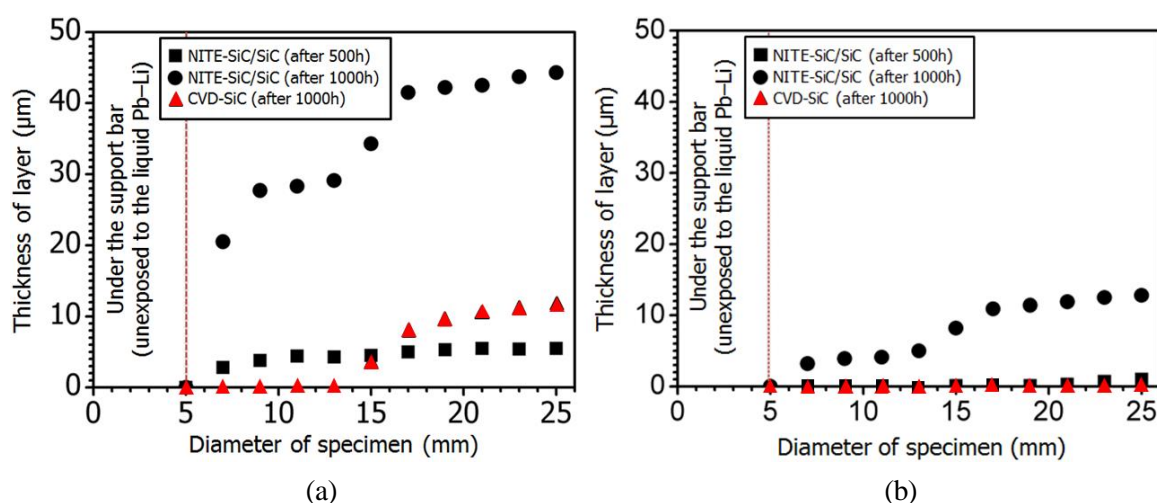 50
40
30
20
10
0
Thickness of layer (µm)
NITE-SiC/SiC (after 500h)
NITE-SiC/SiC (after 1000h)
CVD-SiC (after 1000h)
Under the support bar
(unexposed to the liquid Pb–Li)
0 5 10 15 20 25
Diameter of specimen (mm)
(a)
50
40
30
20
10
0
Thickness of layer (µm)
NITE-SiC/SiC (after 500h)
NITE-SiC/SiC (after 1000h)
CVD-SiC (after 1000h)
Under the support bar
(unexposed to the liquid Pb–Li)
0 5 10 15 20 25
Diameter of specimen (mm)
(b)